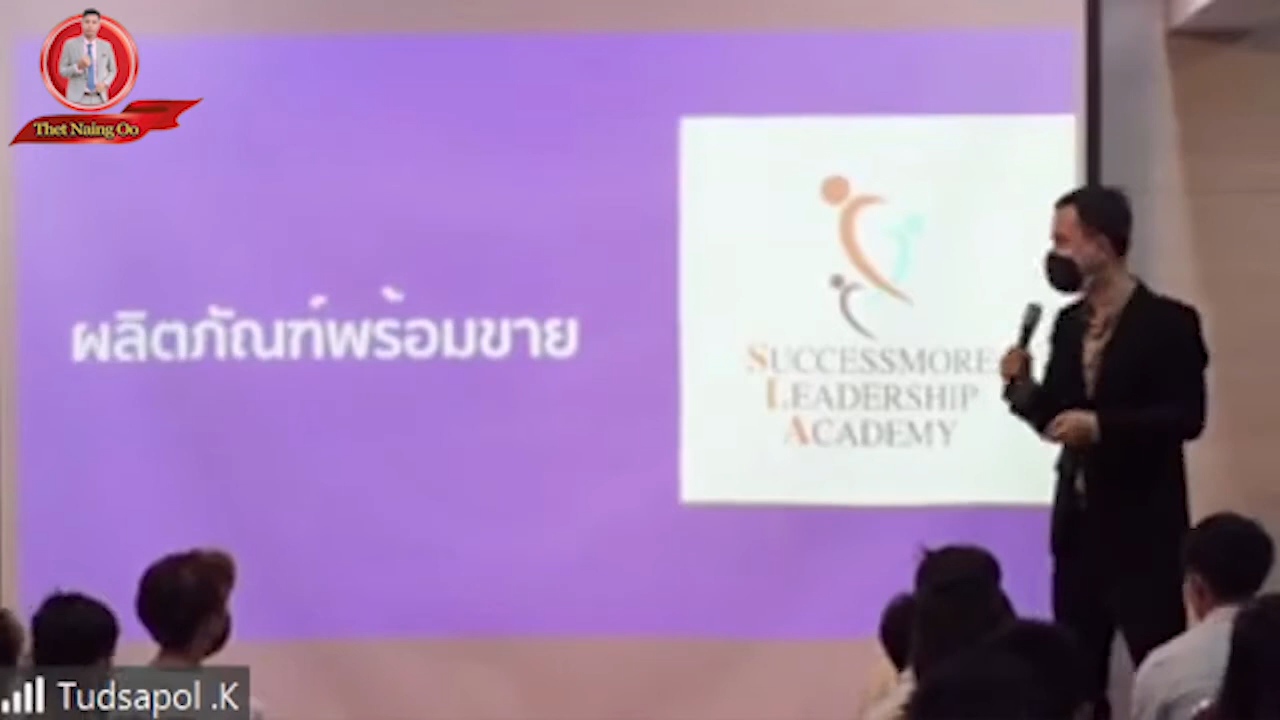 Thet Naing Oo
ผลิตภัณฑ์พร้อมขาย
SUCCESSMORE
LEADERSHIP
ACADEMY
Tudsapol .K